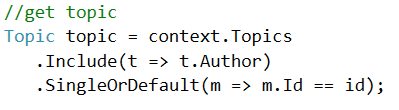 //get topic
Topic topic = context.Topics
.Include(t => t.Author)
.SingleOrDefault(m => m.Id == id);